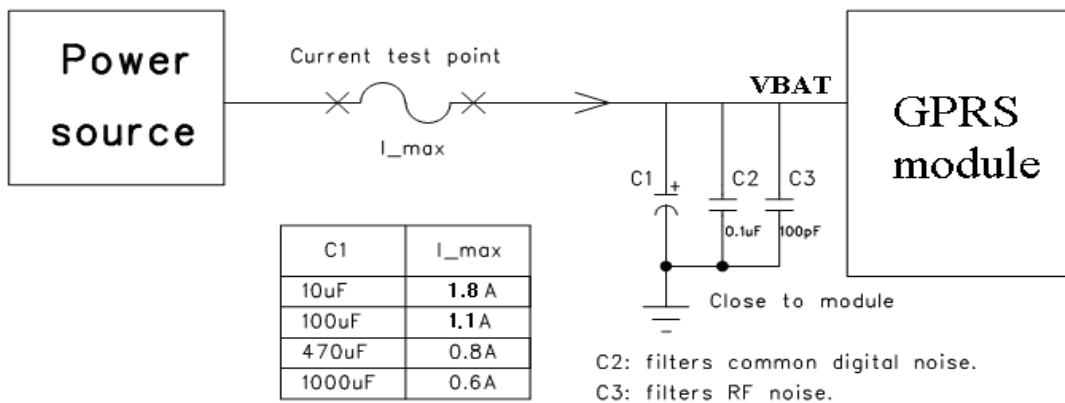 Power
source
Current test point
I_max
VBAT
GPRS
module
C1
+
C2
C3
0.1uF
100pF
C1 I_max
10uF 1.8 A
100uF 1.1 A
470uF 0.8A
1000uF 0.6A
Close to module
C2: filters common digital noise.
C3: filters RF noise.